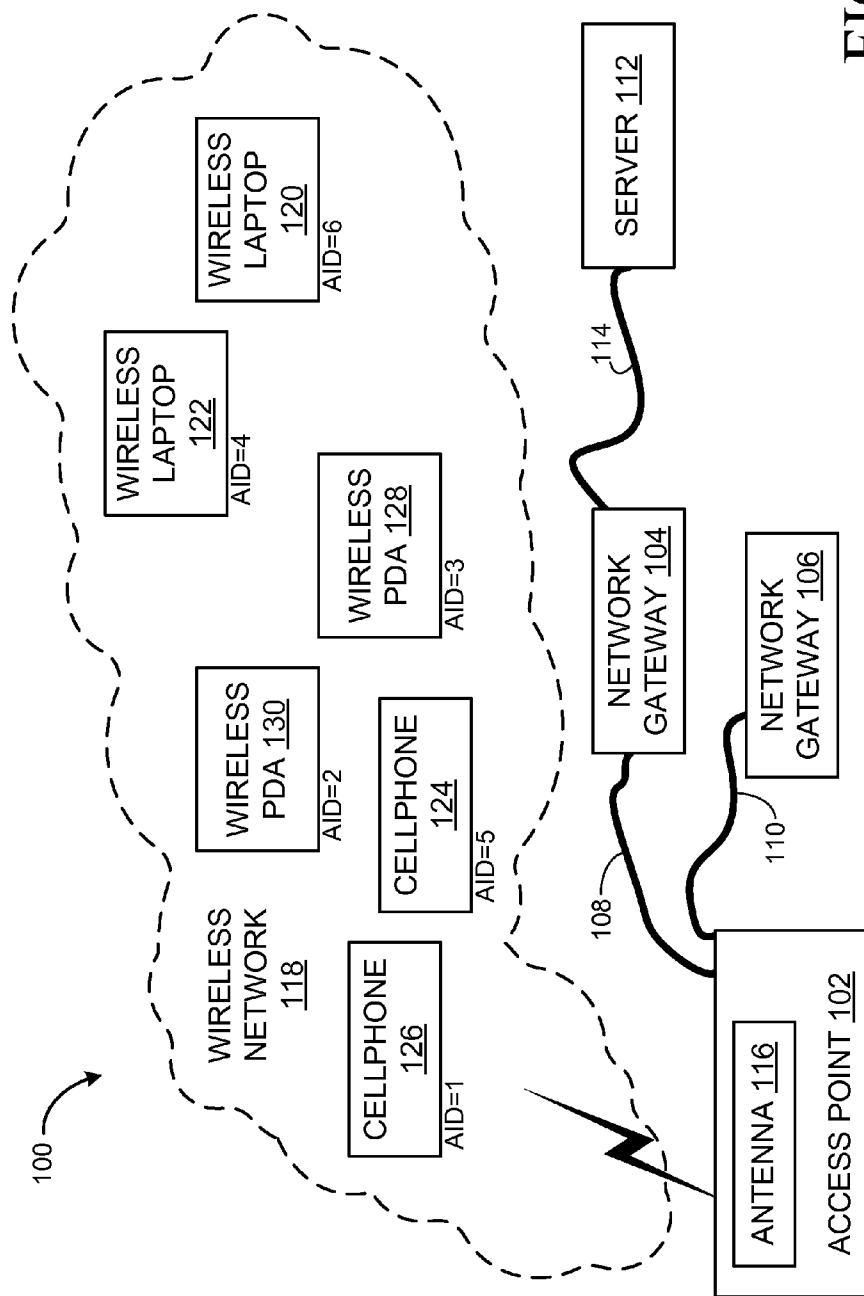 100
WIRELESS
NETWORK
118
WIRELESS
LAPTOP
122
AID=4
WIRELESS
PDA 130
AID=2
WIRELESS
LAPTOP
120
AID=6
CELLPHONE
126
AID=1
CELLPHONE
124
AID=5
WIRELESS
PDA 128
AID=3
108
110
114
NETWORK
GATEWAY 104
SERVER 112
NETWORK
GATEWAY 106
ANTENNA 116
ACCESS POINT 102